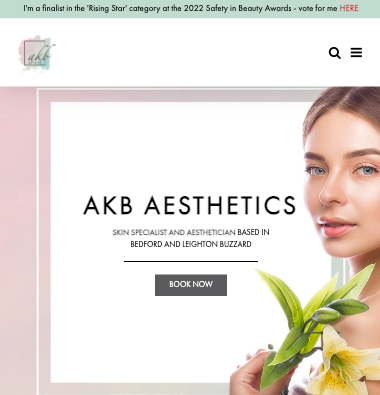 I'm a finalist in the 'Rising Star' category at the 2022 Safety in Beauty Awards - vote for me HERE
akb
AKB AESTHETICS
SKIN SPECIALIST AND AESTHETICIAN BASED IN
BEDFORD AND LEIGHTON BUZZARD
BOOK NOW